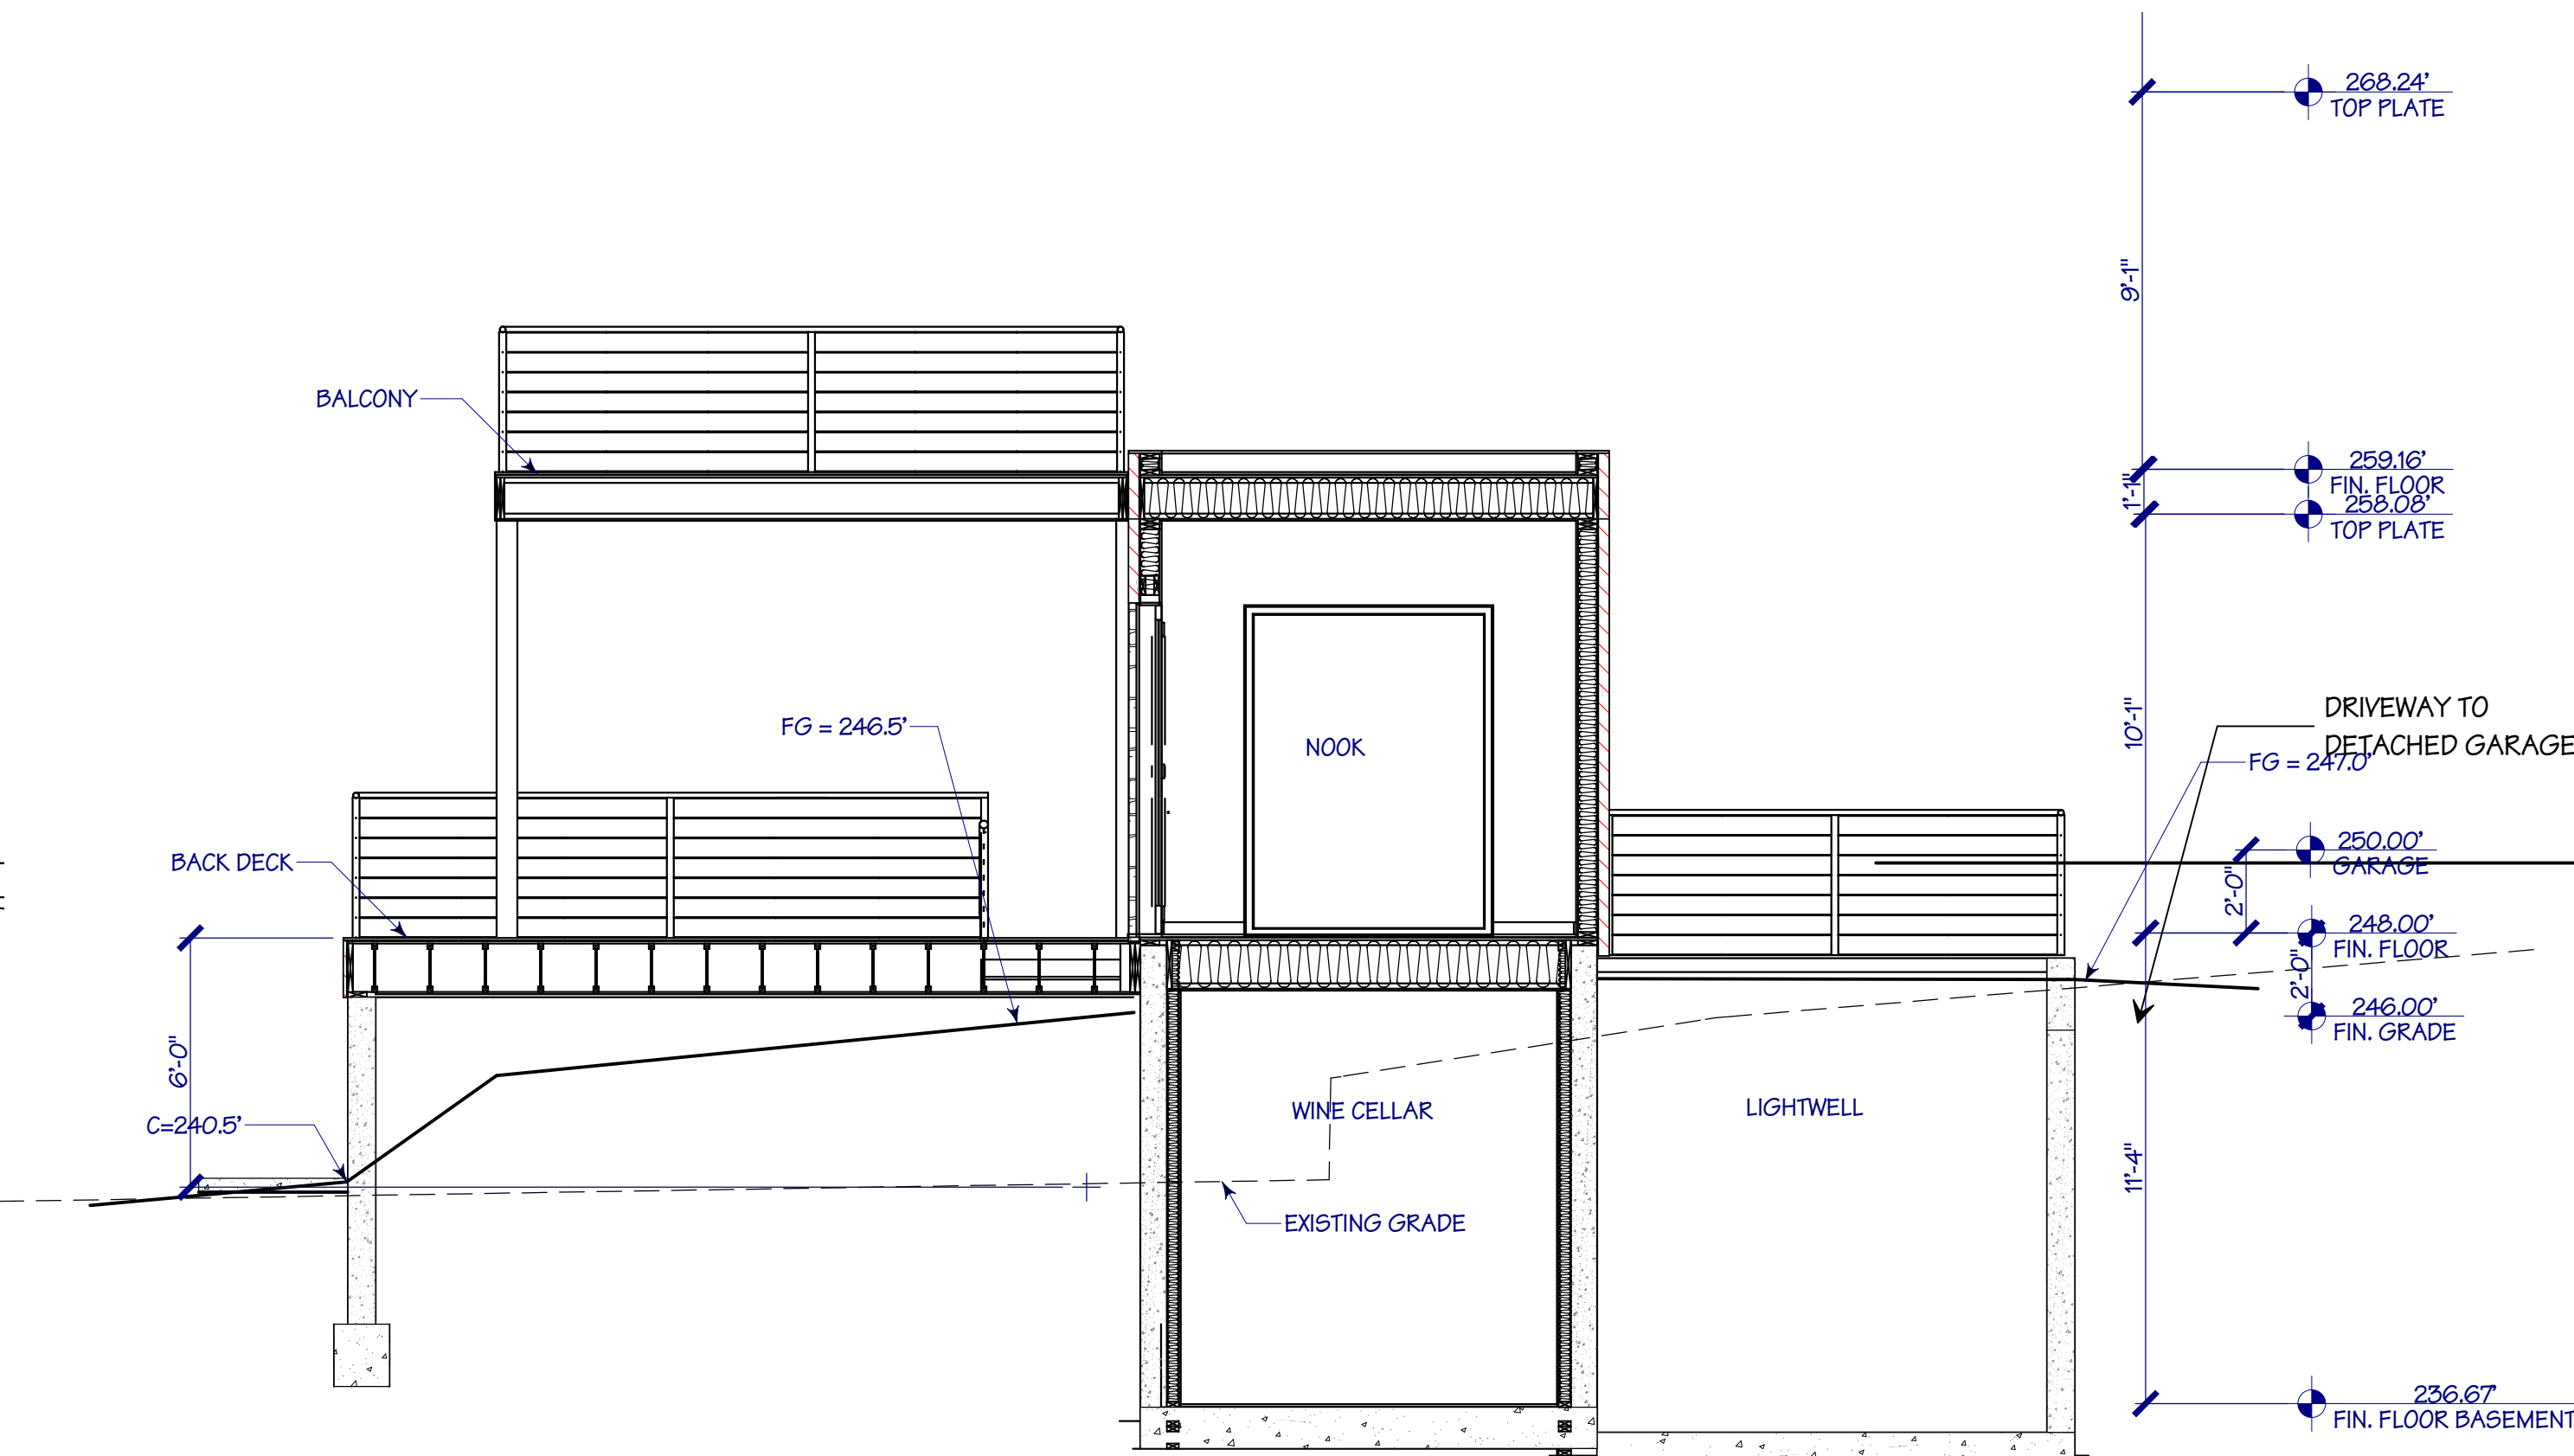 268.24'
TOP PLATE
9'-1"
BALCONY
259.16'
FIN. FLOOR
1'-1"
258.08'
TOP PLATE
DRIVEWAY TO
DETACHED GARAGE
FG = 246.5'
NOOK
10'-1"
FG = 247.0'
250.00'
GARAGE
BACK DECK
2'-0"
248.00'
FIN. FLOOR
2'-0"
246.00'
FIN. GRADE
6'-0"
C=240.5'
WINE CELLAR
LIGHTWELL
11'-4"
EXISTING GRADE
236.67'
FIN. FLOOR BASEMENT